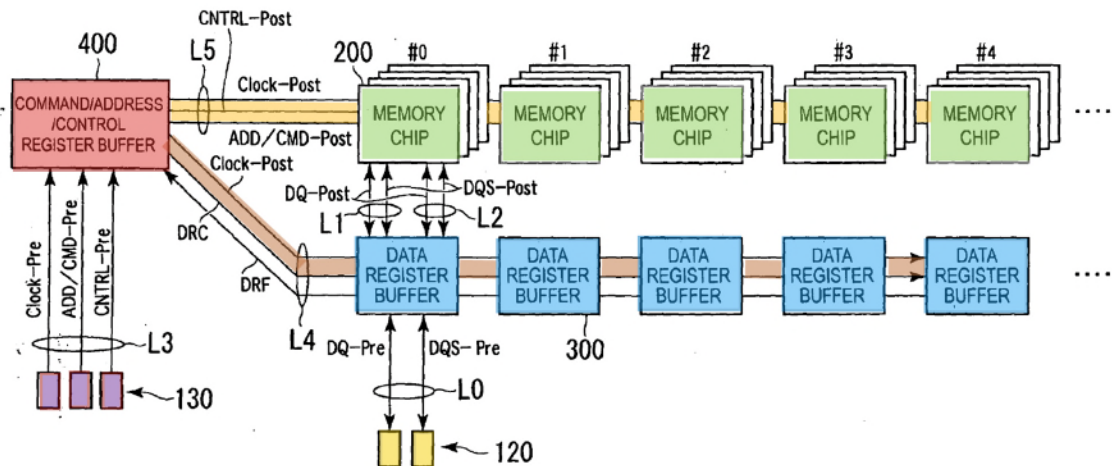 CNTRL-Post
400
L5
200
#0
#1
#2
#3
#4
Clock-Post
COMMAND/ADDRESS
/CONTROL
REGISTER BUFFER
MEMORY
CHIP
MEMORY
CHIP
MEMORY
CHIP
MEMORY
CHIP
MEMORY
CHIP
ADD/CMD-Post
Clock-Post
DQ-Post
DQS-Post
L1
L2
DRC
DRF
L4
DATA
REGISTER
BUFFER
DATA
REGISTER
BUFFER
DATA
REGISTER
BUFFER
DATA
REGISTER
BUFFER
DATA
REGISTER
BUFFER
300
Clock-Pre
ADD/CMD-Pre
CNTRL-Pre
L3
130
DQ-Pre
DQS-Pre
L0
120